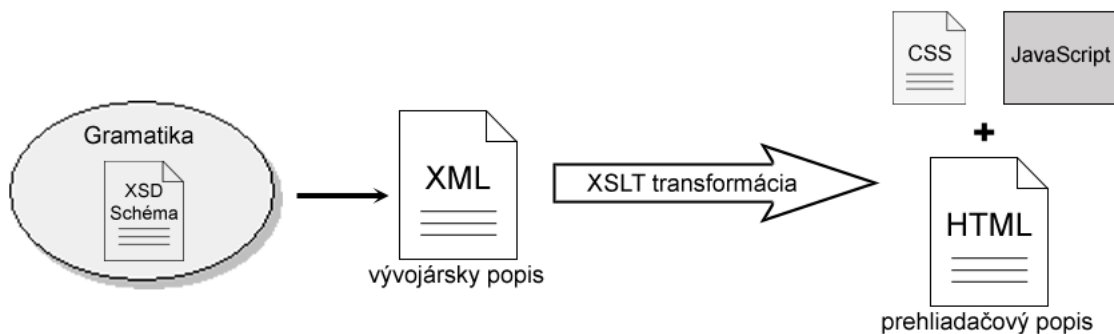 Gramatika
XSD
Schéma
XML
vývojársky popis
XSLT transformácia
CSS
JavaScript
+
HTML
prehliadačový popis